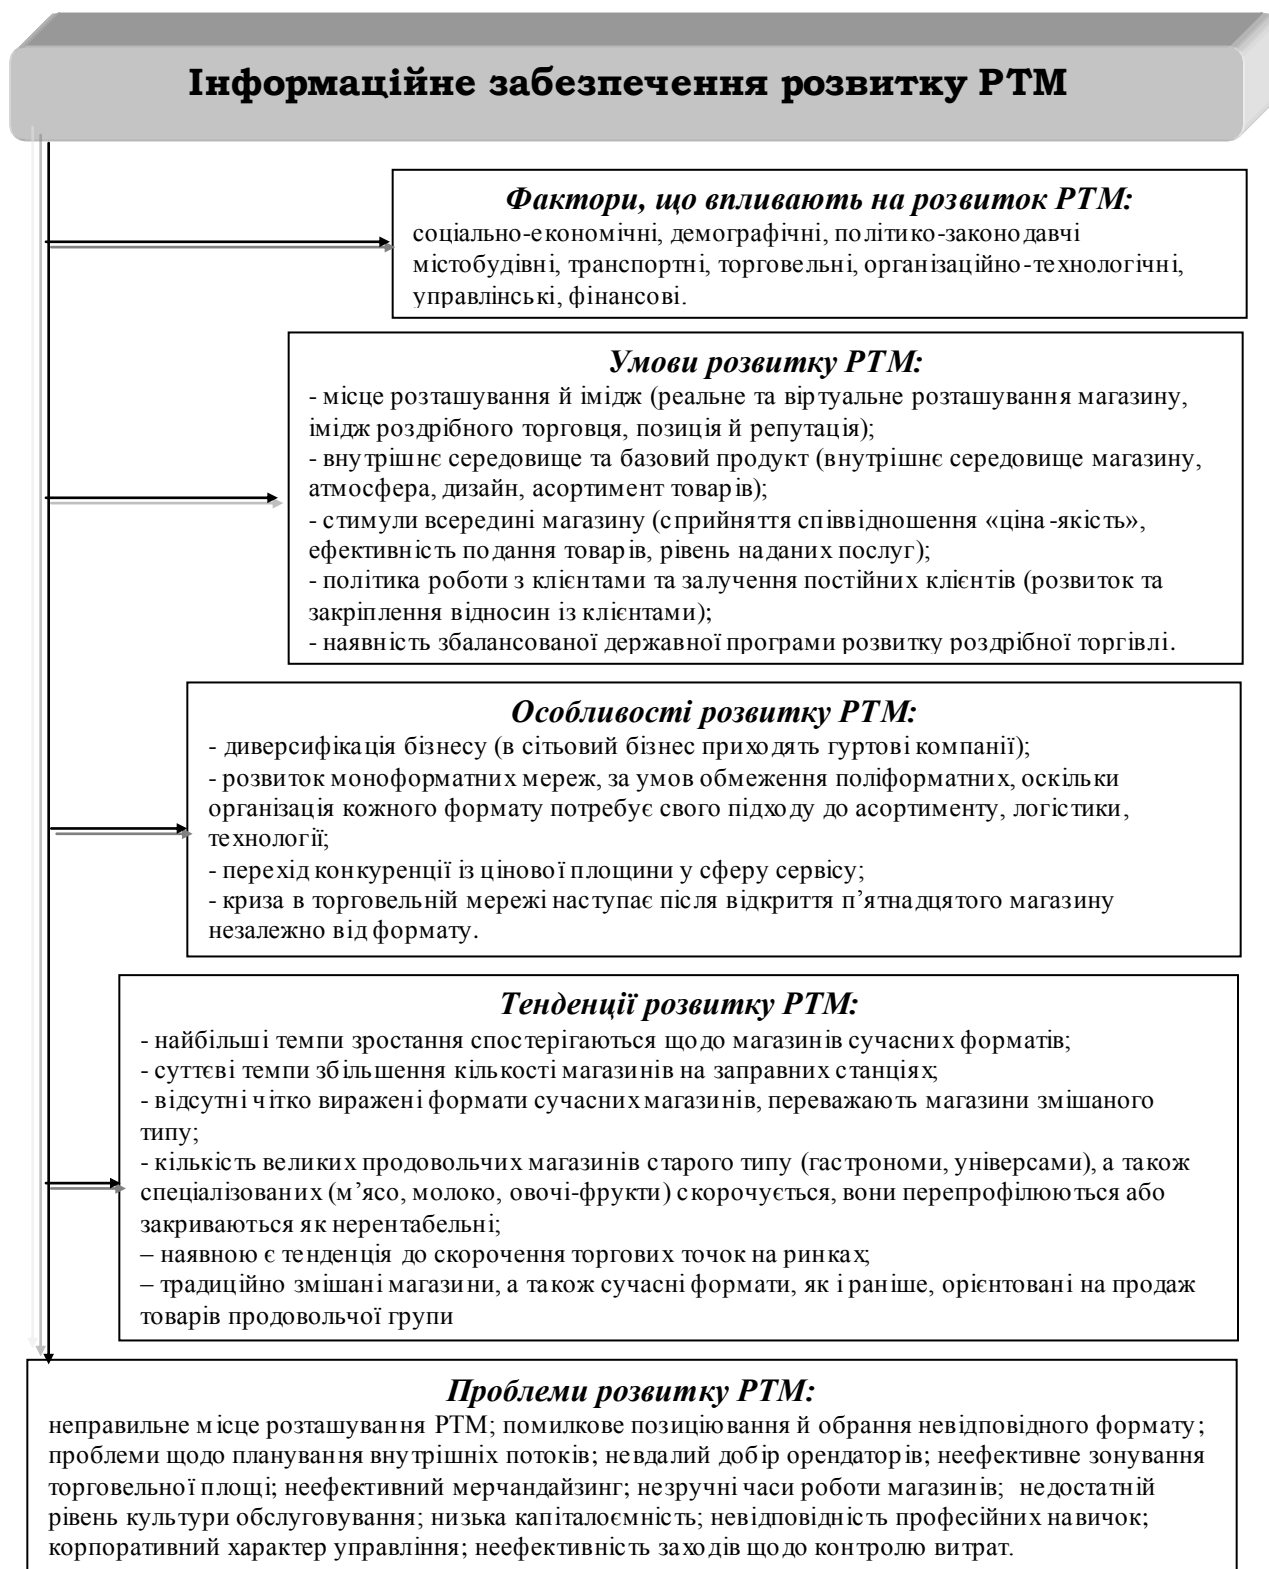 Інформаційне забезпечення розвитку РТМ
Фактори, що впливають на розвиток РТМ:
соціально-економічні, демографічні, політико-законодавчі
містобудівні, транспортні, торговельні, організаційно-технологічні,
управлінські, фінансові.
Умови розвитку РТМ:
- місце розташування й імідж (реальне та віртуальне розташування магазину,
імідж роздрібного торговця, позиція й репутація);
- внутрішнє середовище та базовий продукт (внутрішнє середовище магазину,
атмосфера, дизайн, асортимент товарів);
- стимули всередині магазину (сприйняття співвідношення «ціна-якість»,
ефективність подання товарів, рівень наданих послуг);
- політика роботи з клієнтами та залучення постійних клієнтів (розвиток та
закріплення відносин із клієнтами);
- наявність збалансованої державної програми розвитку роздрібної торгівлі.
Особливості розвитку РТМ:
- диверсифікація бізнесу (в сітьовий бізнес приходять гуртові компанії);
- розвиток моноформатних мереж, за умов обмеження поліформатних, оскільки
організація кожного формату потребує свого підходу до асортименту, логістики,
технології;
- перехід конкуренції із цінової площини у сферу сервісу;
- криза в торговельній мережі наступає після відкриття п’ятнадцятого магазину
незалежно від формату.
Тенденції розвитку РТМ:
- найбільші темпи зростання спостерігаються щодо магазинів сучасних форматів;
- суттєві темпи збільшення кількості магазинів на заправних станціях;
- відсутні чітко виражені формати сучасних магазинів, переважають магазини змішаного
типу;
- кількість великих продовольчих магазинів старого типу (гастрономи, універсами), а також
спеціалізованих (м’ясо, молоко, овочі-фрукти) скорочується, вони перепрофілюються або
закриваються як нерентабельні;
– наявною є тенденція до скорочення торгових точок на ринках;
– традиційно змішані магазини, а також сучасні формати, як і раніше, орієнтовані на продаж
товарів продовольчої групи
Проблеми розвитку РТМ:
неправильне місце розташування РТМ; помилкове позиціювання й обрання невідповідного формату;
проблеми щодо планування внутрішніх потоків; невдалий добір орендаторів; неефективне зонування
торговельної площі; неефективний мерчандайзинг; незручні часи роботи магазинів; недостатній
рівень культури обслуговування; низька капіталоємність; невідповідність професійних навичок;
корпоративний характер управління; неефективність заходів щодо контролю витрат.